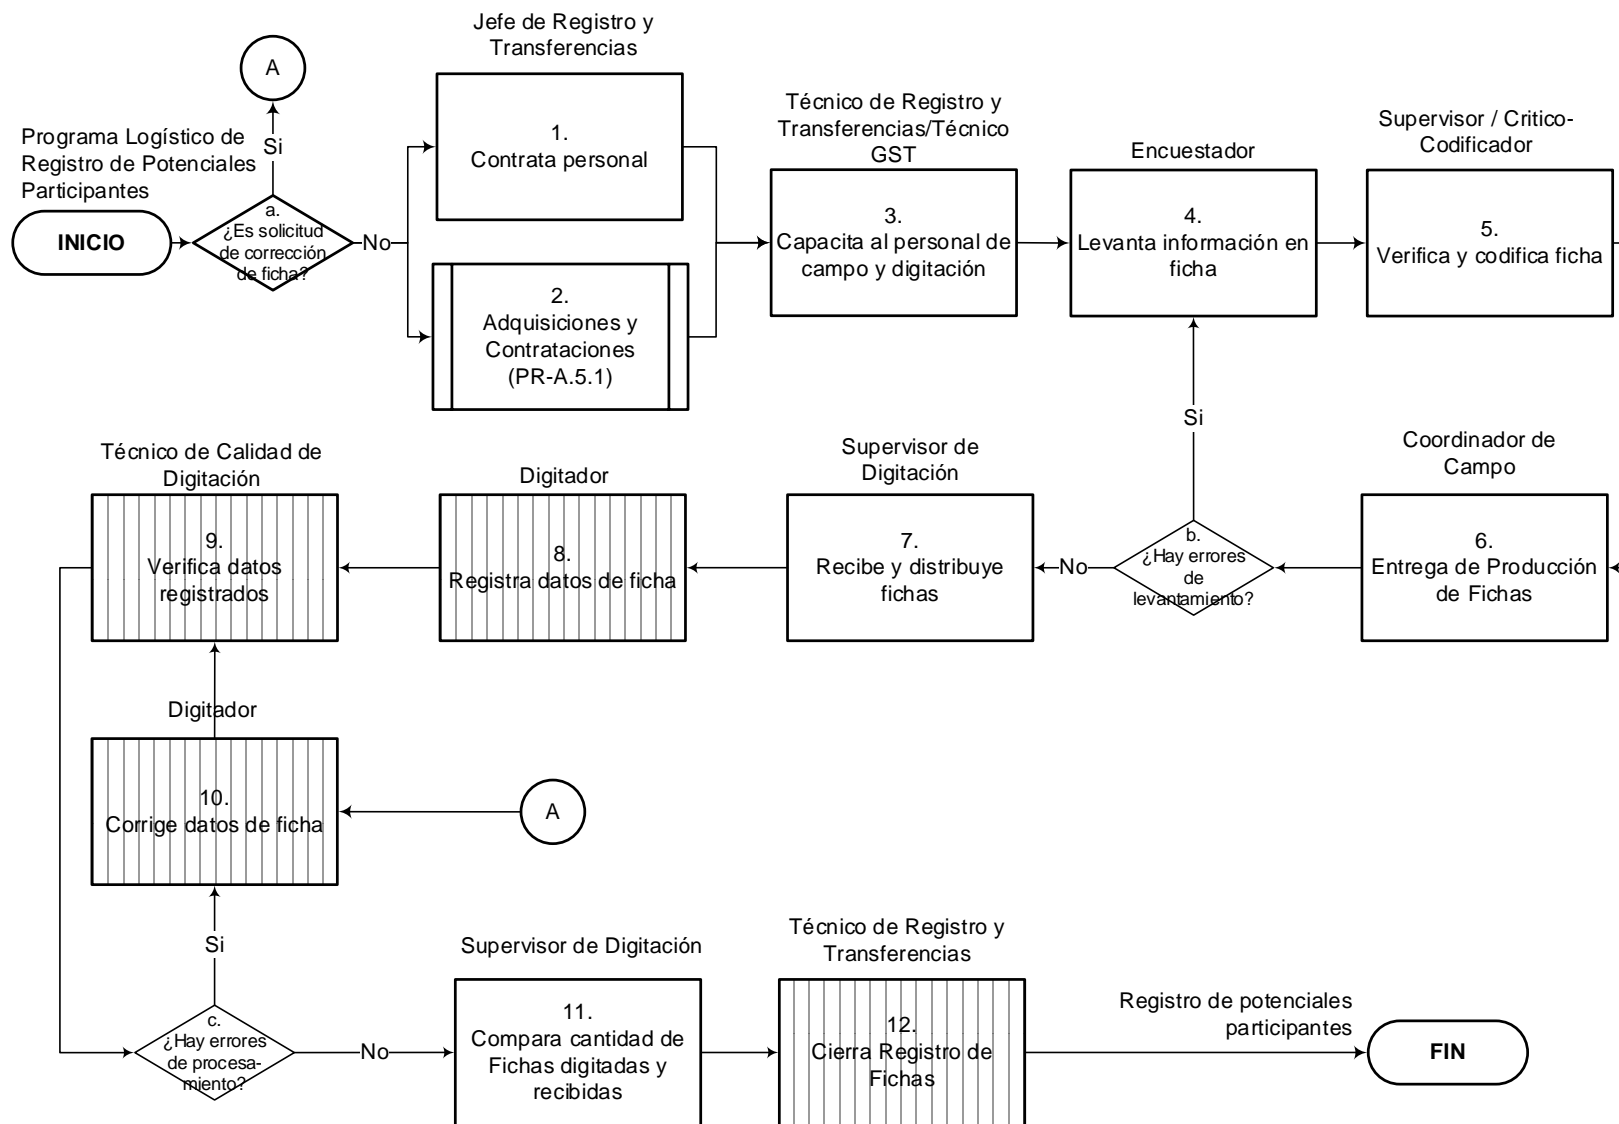 Jefe de Registro y
Transferencias
A
Programa Logístico de
Registro de Potenciales
Participantes
INICIO
Si
a.
¿Es solicitud
de corrección
de ficha?
No
1.
Contrata personal
2.
Adquisiciones y
Contrataciones
(PR-A.5.1)
Técnico de Registro y
Transferencias/Técnico
GST
3.
Capacita al personal de
campo y digitación
Encuestador
4.
Levanta información en
ficha
Supervisor / Critico-
Codificador
5.
Verifica y codifica ficha
Coordinador de
Campo
6.
Entrega de Producción
de Fichas
Si
b.
¿Hay errores
de
levantamiento?
No
Supervisor de
Digitación
7.
Recibe y distribuye
fichas
Digitador
8.
Registra datos de ficha
Técnico de Calidad de
Digitación
9.
Verifica datos
registrados
Digitador
10.
Corrige datos de ficha
A
Si
c.
¿Hay errores
de procesa-
miento?
No
Supervisor de Digitación
11.
Compara cantidad de
Fichas digitadas y
recibidas
Técnico de Registro y
Transferencias
12.
Cierra Registro de
Fichas
Registro de potenciales
participantes
FIN